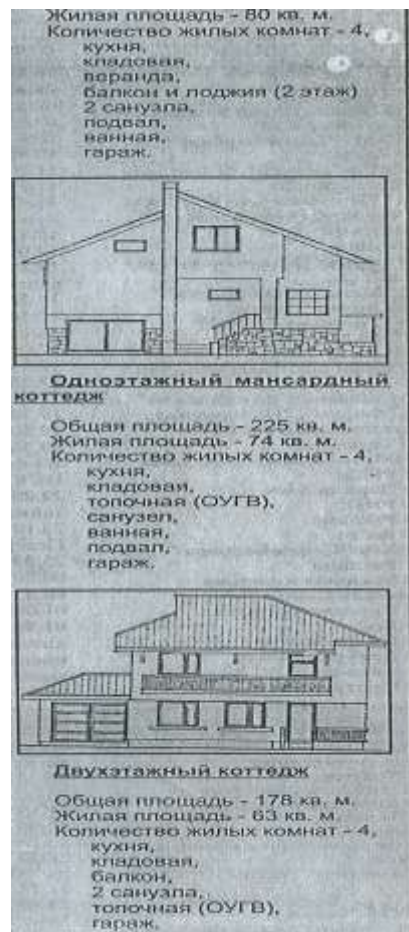 Жилая площадь - 80 кв. м.
Количество жилых комнат - 4,
кухня,
кладовая,
веранда,
балкон и лоджия (2 этаж)
2 санузла,
подвал,
ванная,
гараж.
Одноэтажный мансардный
коттедж
Общая площадь - 225 кв. м.
Жилая площадь - 74 кв. м.
Количество жилых комнат - 4,
кухня,
кладовая,
топочная (ОУГВ),
санузел,
ванная,
подвал,
гараж.
Двухэтажный коттедж
Общая площадь - 178 кв. м.
Жилая площадь - 63 кв. м.
Количество жилых комнат - 4,
кухня,
кладовая,
балкон,
2 санузла,
топочная (ОУГВ),
гараж,